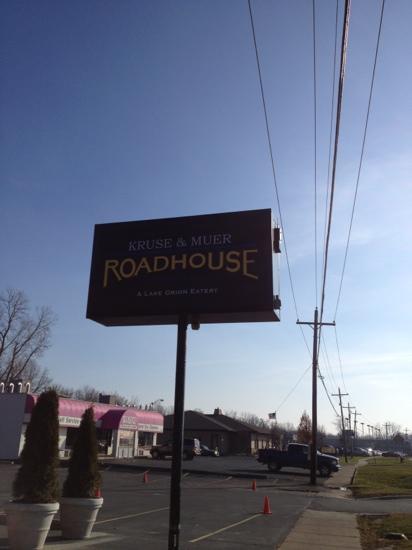 KRUSE & MUER
ROADHOUSE
A LAKE ORION EATERY